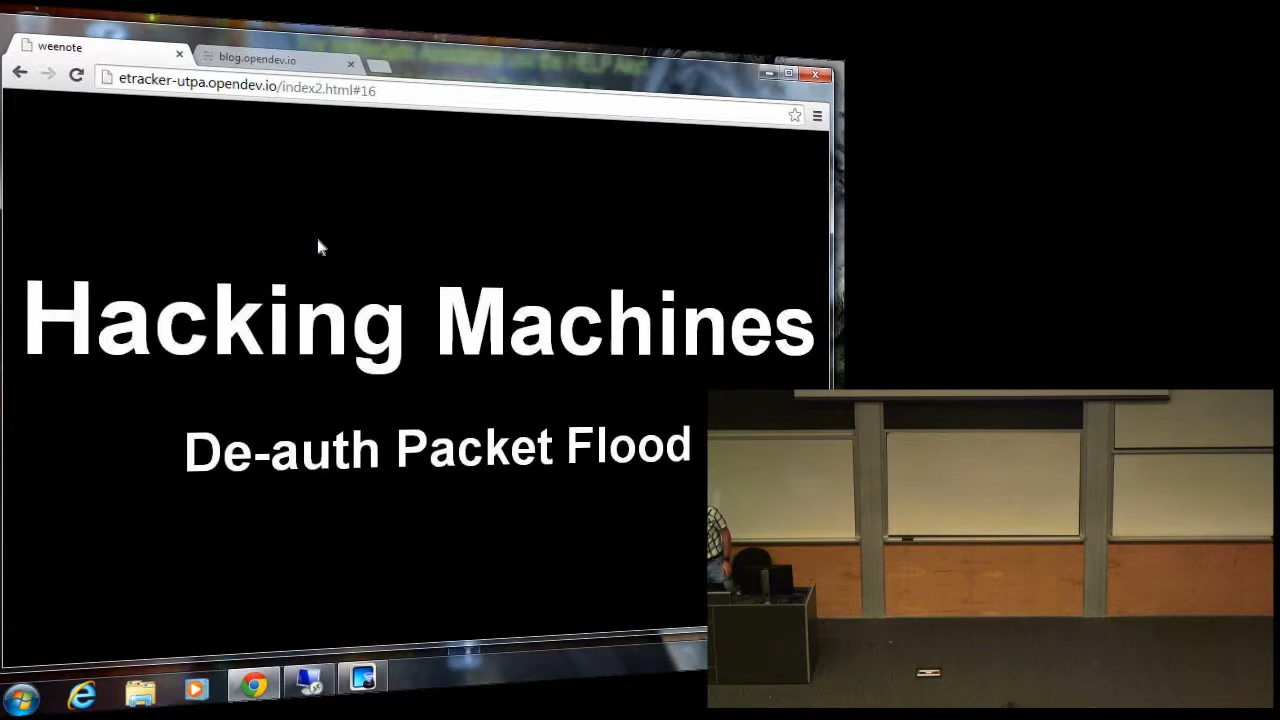 weenote
blog.opendev.io
etracker-utpa.opendev.io/index2.html#16
Hacking Machines
De-auth Packet Flood